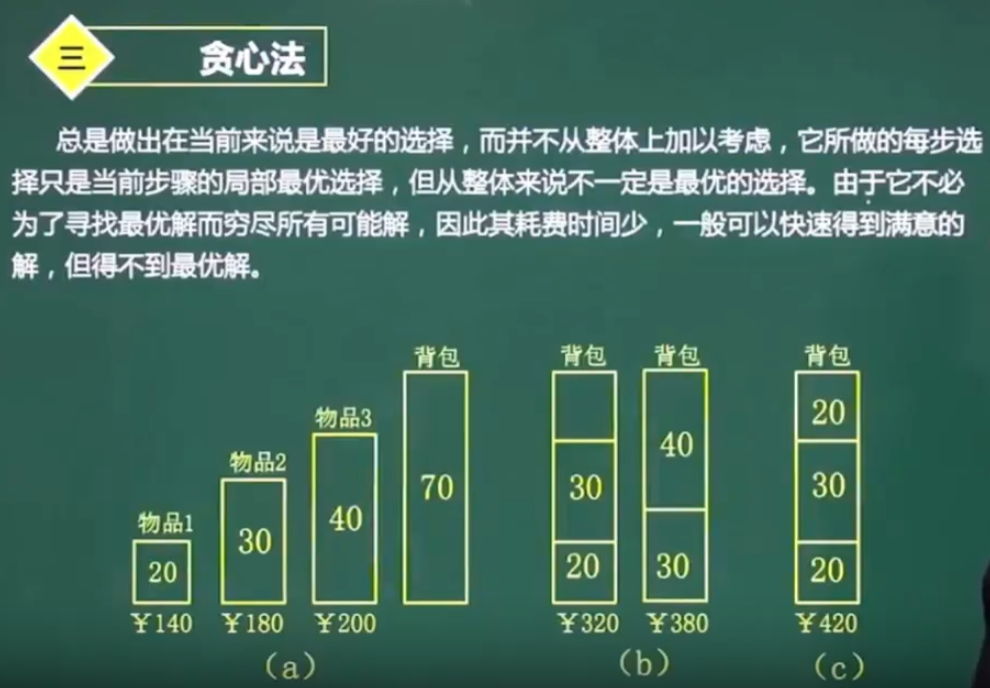 三
贪心法
总是做出在当前来说是最好的选择，而并不从整体上加以考虑，它所做的每步选
择只是当前步骤的局部最优选择，但从整体来说不一定是最优的选择。由于它不必
为了寻找最优解而穷尽所有可能解，因此其耗费时间少，一般可以快速得到满意的
解，但得不到最优解。
物品1
20
￥140
物品2
30
￥180
物品3
40
￥200
背包
70
(a)
背包
30
20
￥320
背包
40
30
￥380
(b)
背包
20
30
20
￥420
(c)